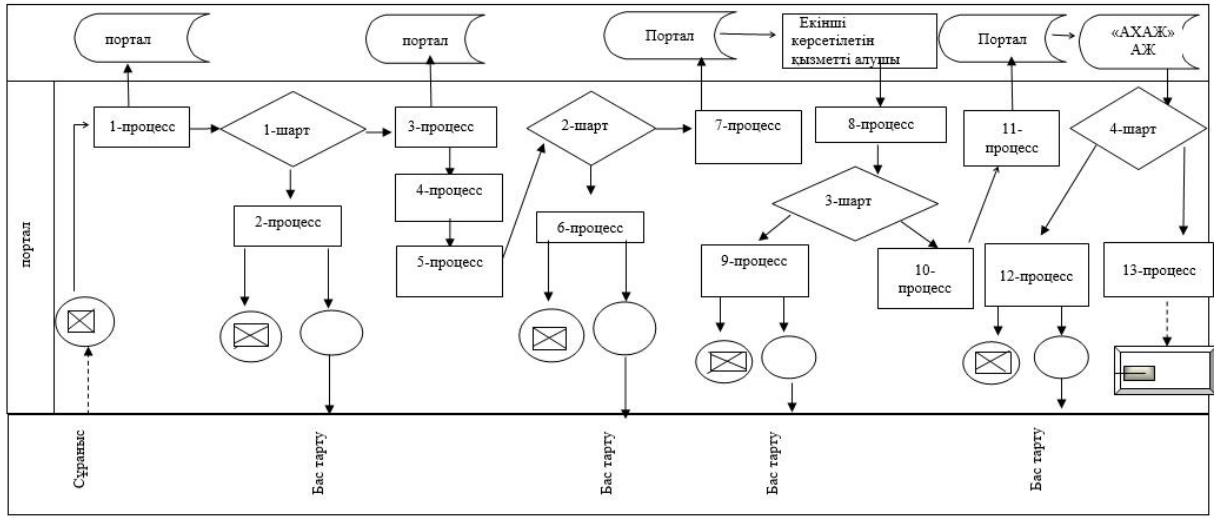 портал
портал
Портал
Екінші
көрсетілетін
қызметті алушы
Портал
«АХАЖ»
АЖ
портал
1-процесс
1-шарт
2-процесс
3-процесс
4-процесс
5-процесс
2-шарт
6-процесс
7-процесс
8-процесс
3-шарт
9-процесс
10-
процесс
11-
процесс
4-шарт
12-процесс
13-процесс
Сұраныс
Бас тарту
Бас тарту
Бас тарту
Бас тарту